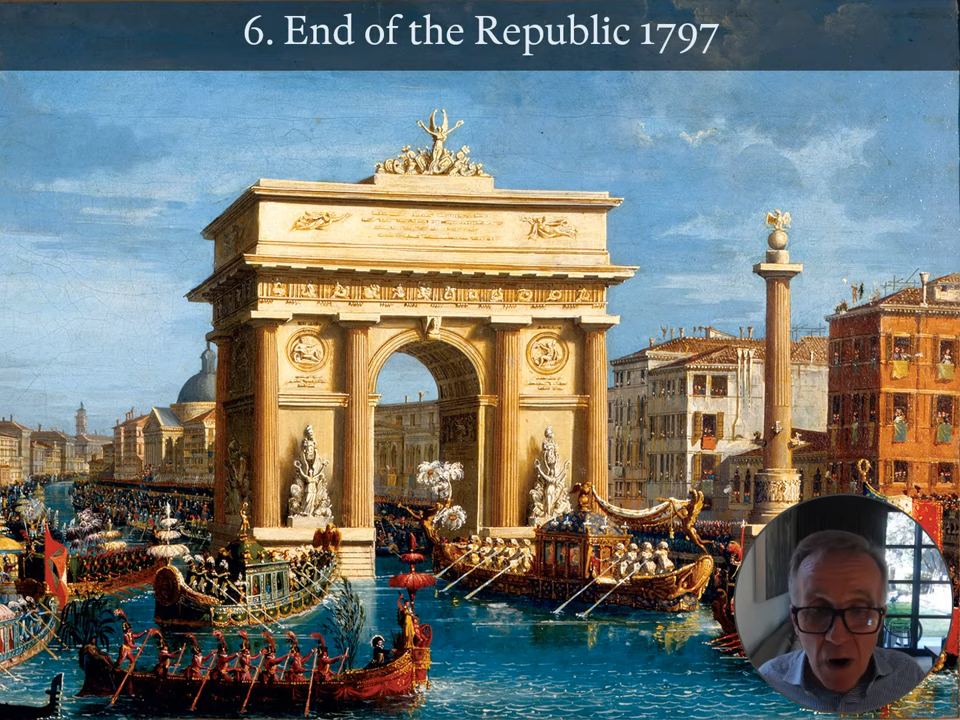 6. End of the Republic 1797